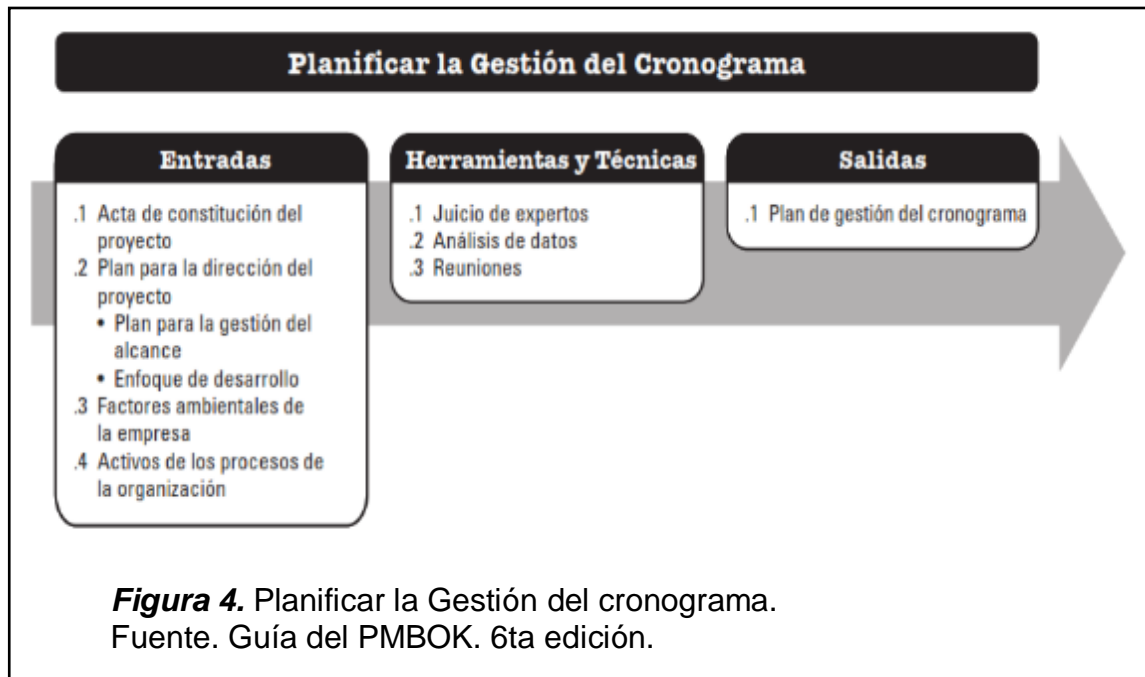 Planificar la Gestión del Cronograma
Entradas
.1 Acta de constitución del
proyecto
.2 Plan para la dirección del
proyecto
• Plan para la gestión del
alcance
• Enfoque de desarrollo
.3 Factores ambientales de
la empresa
.4 Activos de los procesos de
la organización
Herramientas y Técnicas
.1 Juicio de expertos
.2 Análisis de datos
.3 Reuniones
Salidas
.1 Plan de gestión del cronograma
Figura 4. Planificar la Gestión del cronograma.
Fuente. Guía del PMBOK. 6ta edición.